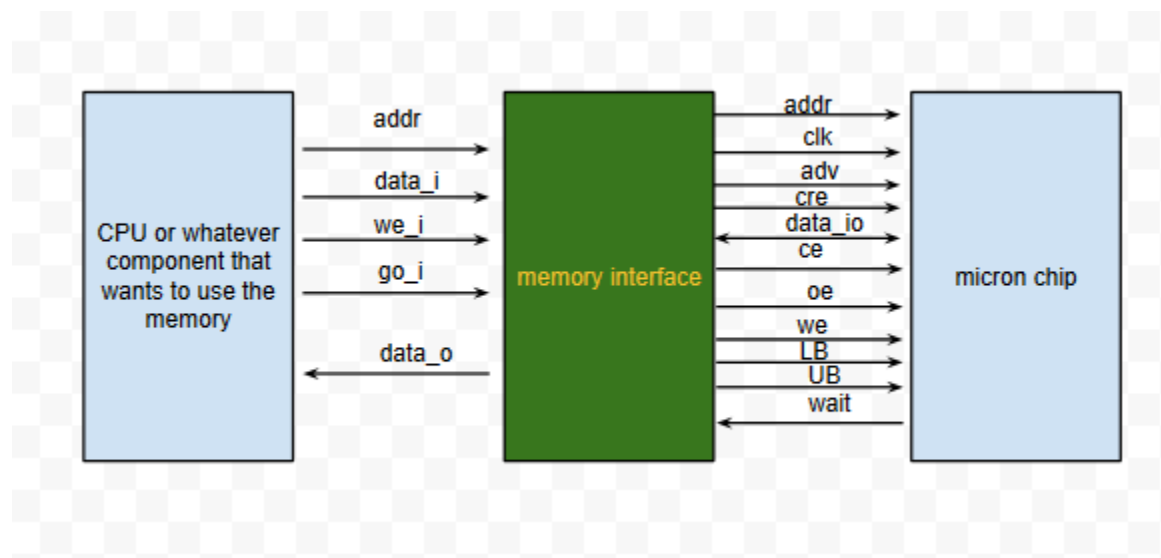 CPU or whatever
component that
wants to use the
memory
addr
data_i
we_i
go_i
data_o
memory interface
addr
clk
adv
cre
data_io
ce
oe
we
LB
UB
wait
micron chip